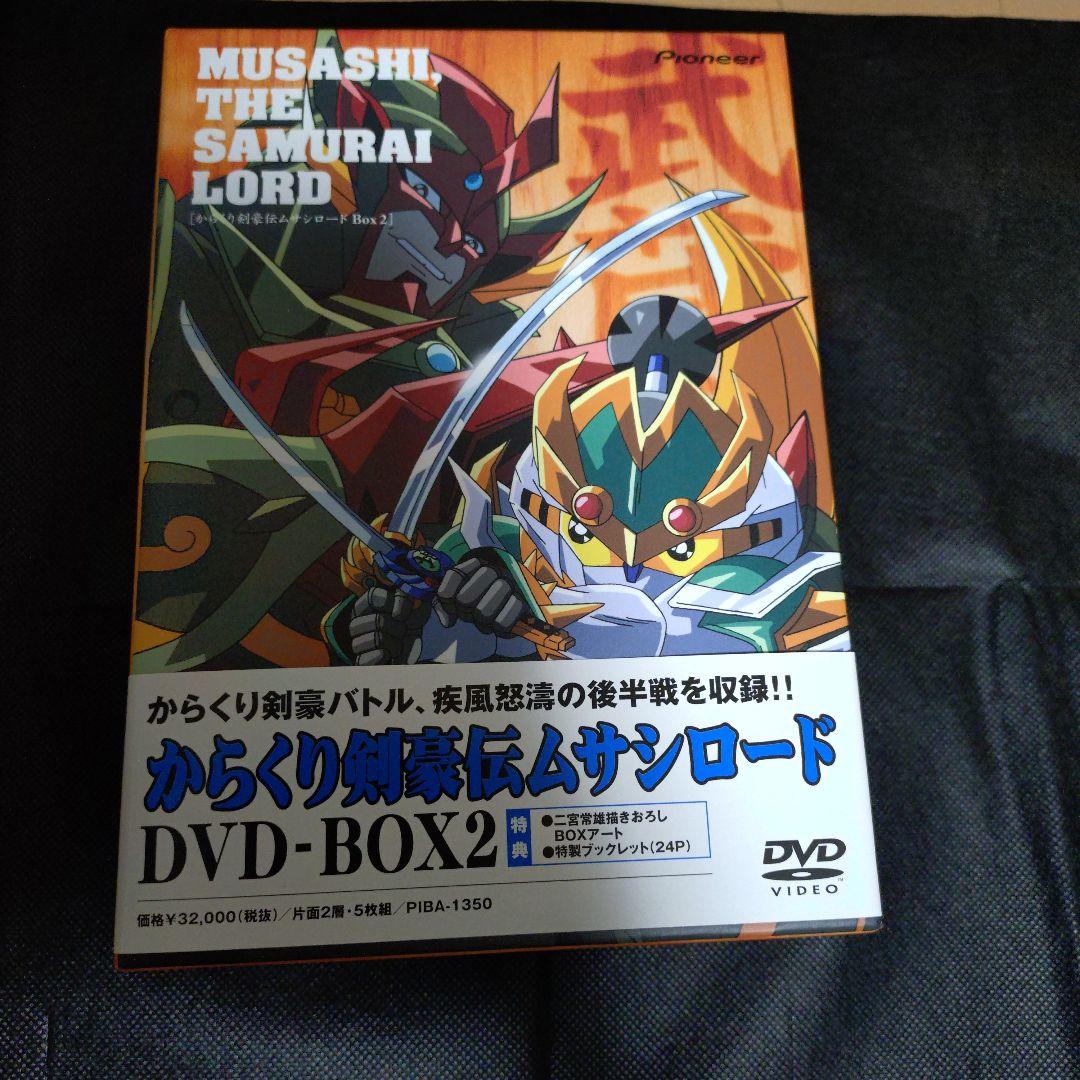 MUSASHI,
THE
SAMURAI
LORD
[からくり剣豪伝ムサシロード Box 2]
Pioneer
武
からくり剣豪バトル、疾風怒濤の後半戦を収録!!
からくり剣豪伝ムサシロード
DVD-BOX2
特典
●二宮常雄描きおろし
BOXアート
●特製ブックレット(24P)
DVD
VIDEO
価格¥32,000(税抜)/片面2層・5枚組/PIBA-1350